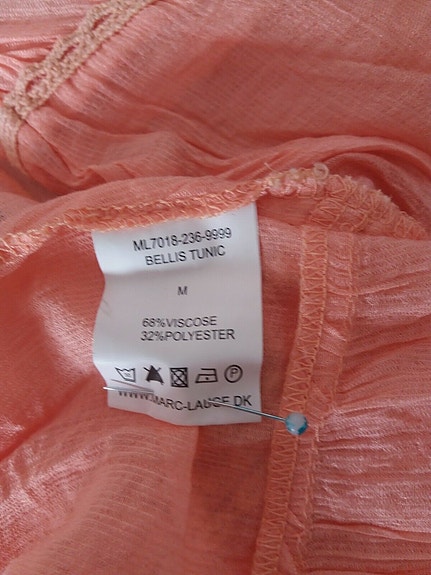 ML7018-236-9999
BELLIS TUNIC
M
68%VISCOSE
32%POLYESTER
P
WWW.MARC-LAUGE.DK